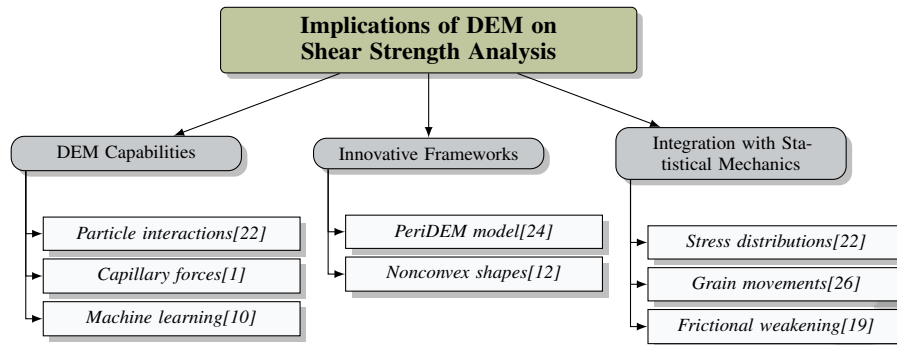 Implications of DEM on
Shear Strength Analysis
DEM Capabilities
Particle interactions[22]
Capillary forces[1]
Machine learning[10]
Innovative Frameworks
PeriDEM model[24]
Nonconvex shapes[12]
Integration with Sta-
tistical Mechanics
Stress distributions[22]
Grain movements[26]
Frictional weakening[19]